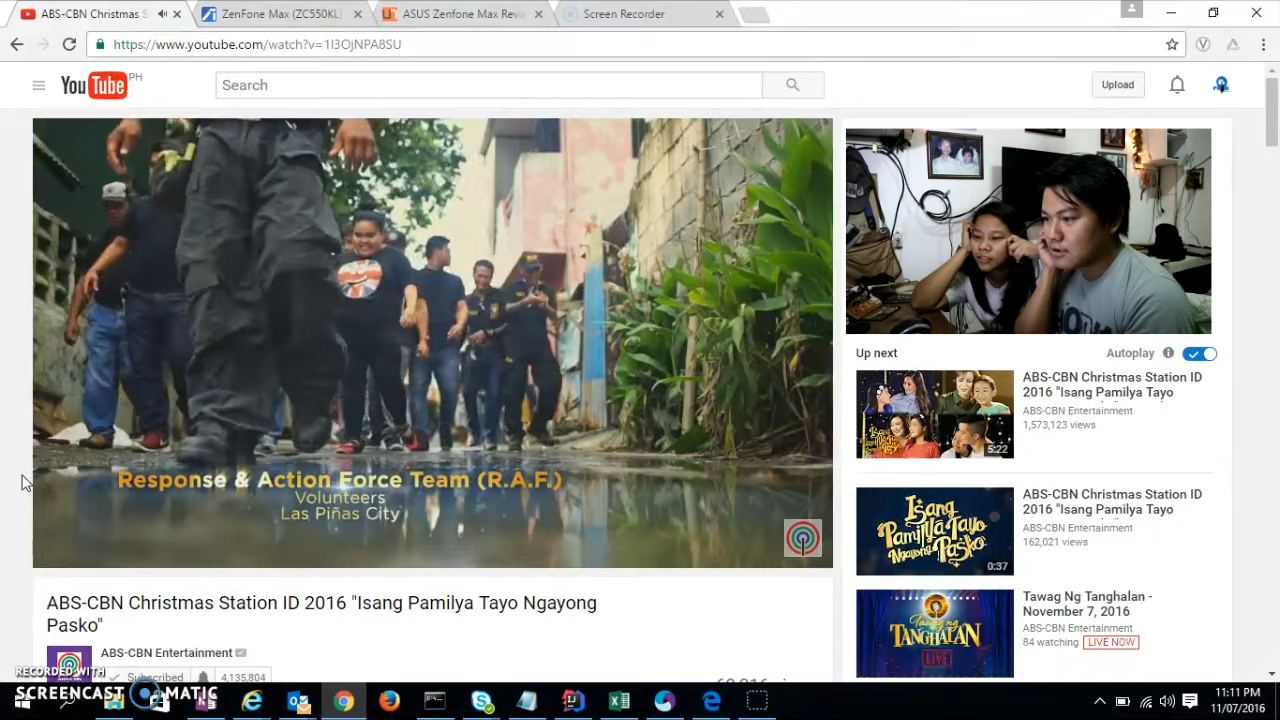 ABS-CBN Christmas S
ZenFone Max (ZC550KL)
ASUS Zenfone Max Revi
Screen Recorder
https://www.youtube.com/watch?v=1I3OjNPA8SU
YouTube PH
Search
Upload
Response & Action Force Team (R.A.F.)
Volunteers
Las Piñas City
Up next
Autoplay
ABS-CBN Christmas Station ID
2016 "Isang Pamilya Tayo
ABS-CBN Entertainment
1,573,123 views
Isang Pamilya Tayo Ngayong Pasko
5:22
ABS-CBN Christmas Station ID
2016 "Isang Pamilya Tayo
ABS-CBN Entertainment
162,021 views
Isang
Pamilya Tayo
Ngayong Pasko
0:37
Tawag Ng Tanghalan -
November 7, 2016
ABS-CBN Entertainment
84 watching LIVE NOW
Tawag ng
TANGHALAN
LIVE
ABS-CBN Christmas Station ID 2016 "Isang Pamilya Tayo Ngayong
Pasko"
ABS-CBN Entertainment
Subscribed 4,135,804
RECORDED WITH
SCREENCAST-O-MATIC
11:11 PM
11/07/2016